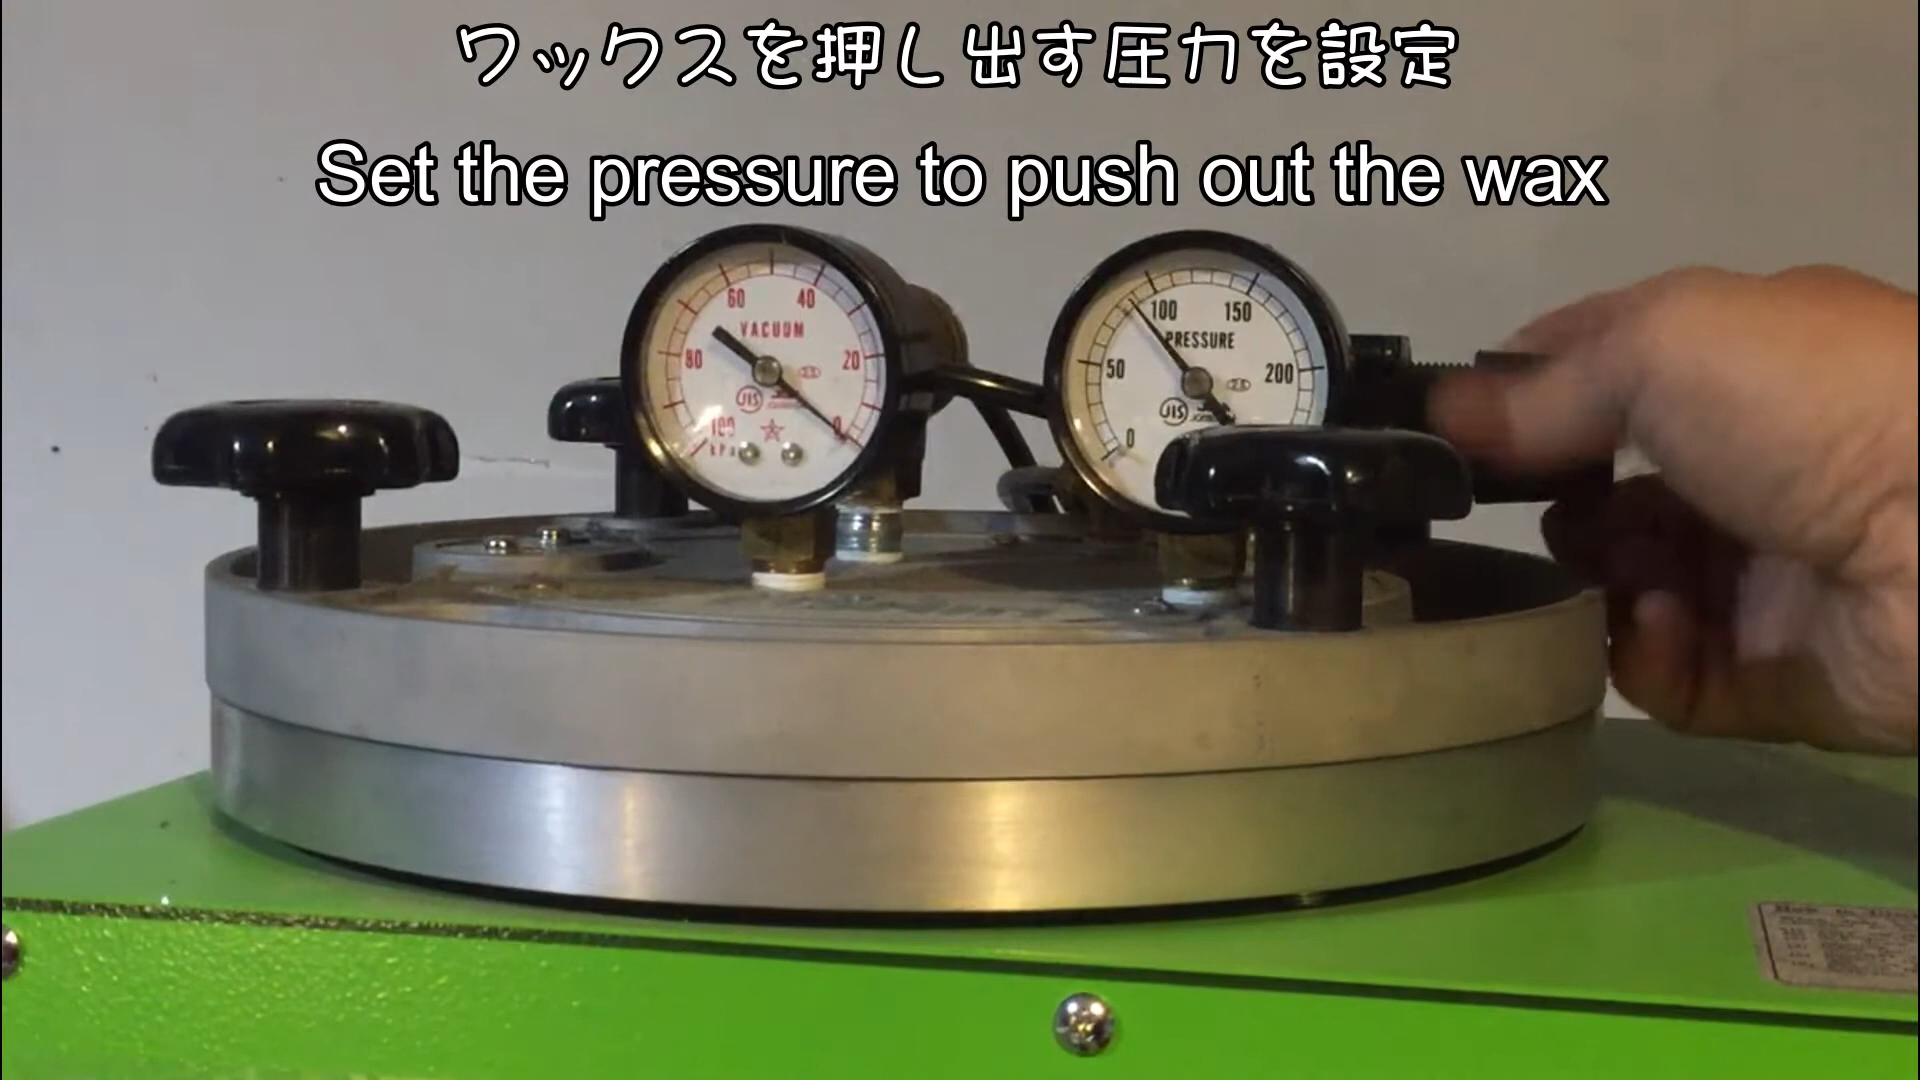 ワックスを押し出す圧力を設定
Set the pressure to push out the wax
60 40
VACUUM
80 20
JIS
100 0
kPa
100 150
PRESSURE
50 200
JIS
0